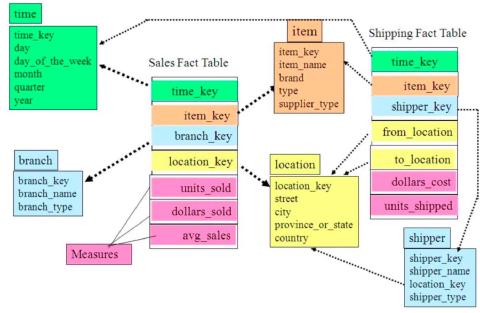 time
time_key
day
day_of_the_week
month
quarter
year
Sales Fact Table
time_key
item_key
branch_key
location_key
units_sold
dollars_sold
avg_sales
Measures
branch
branch_key
branch_name
branch_type
item
item_key
item_name
brand
type
supplier_type
location
location_key
street
city
province_or_state
country
Shipping Fact Table
time_key
item_key
shipper_key
from_location
to_location
dollars_cost
units_shipped
shipper
shipper_key
shipper_name
location_key
shipper_type